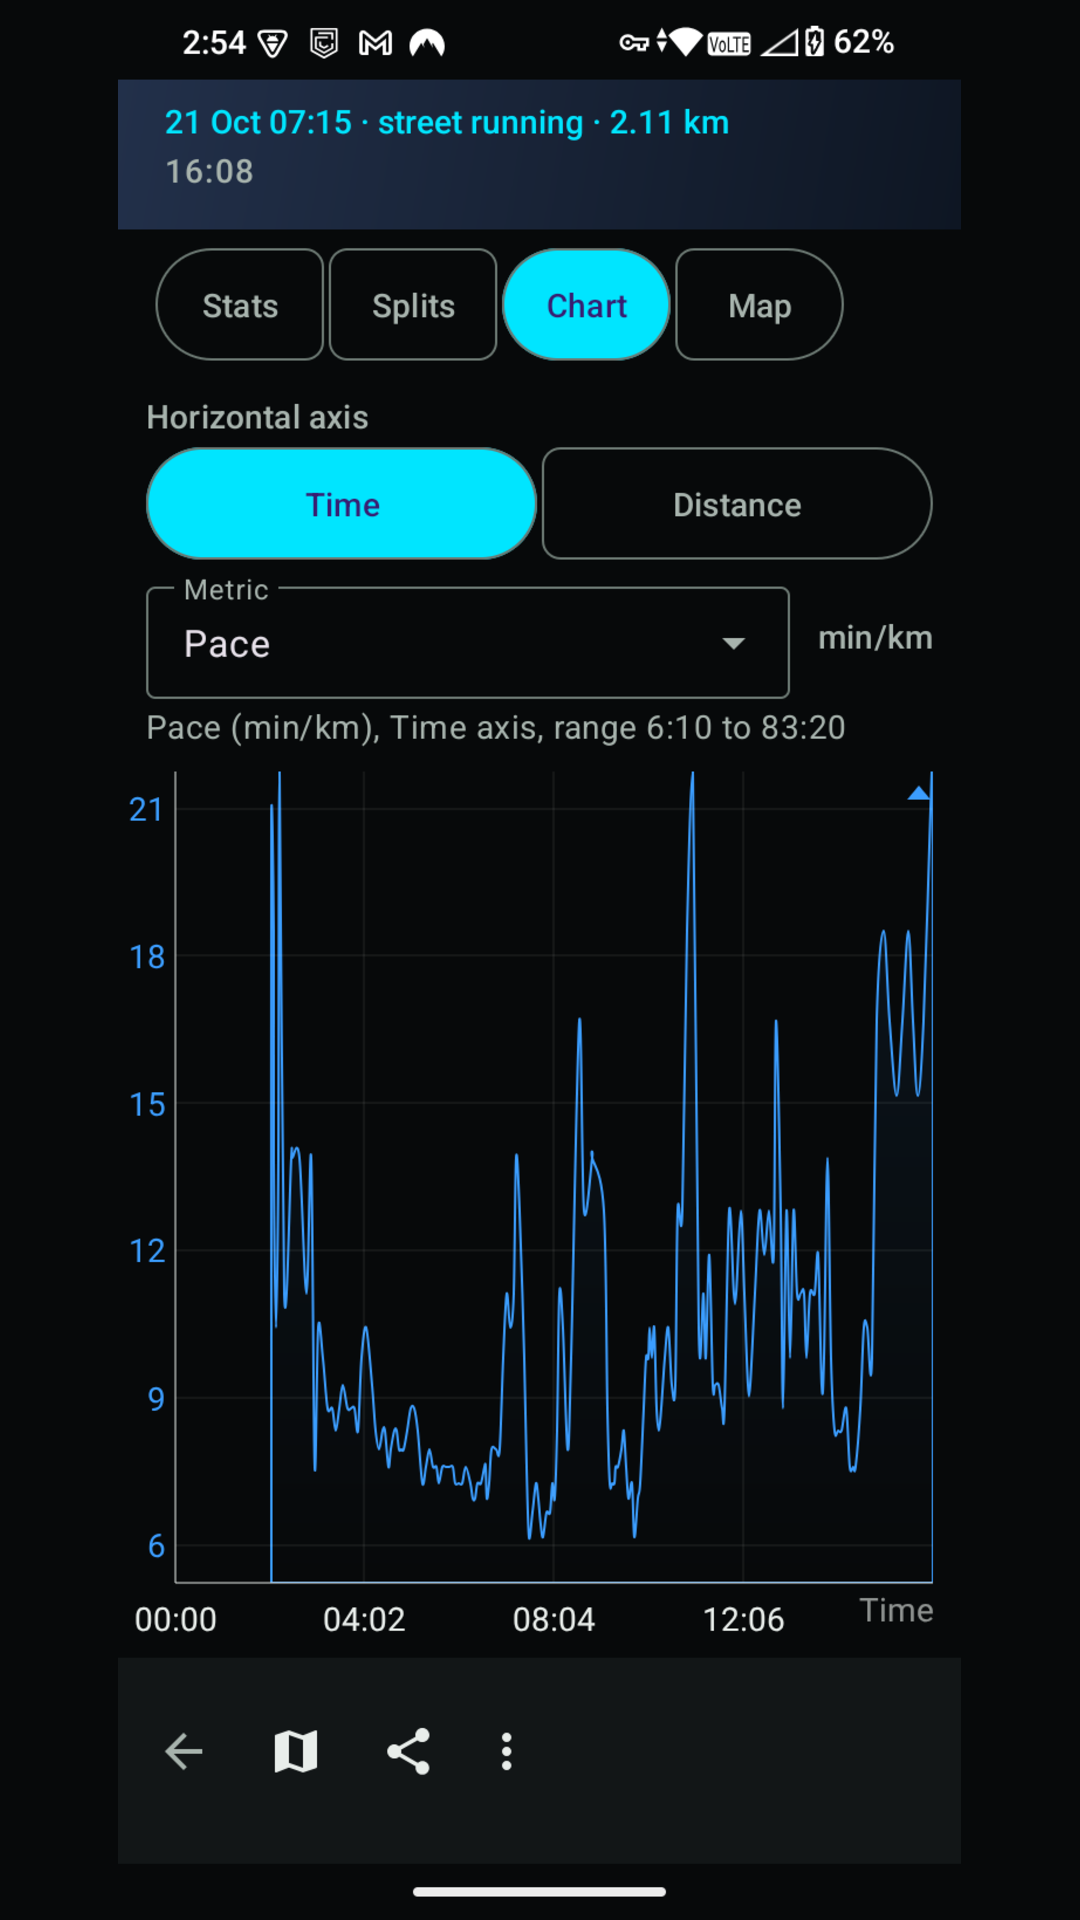 2:54 VoLTE 62%
21 Oct 07:15 · street running · 2.11 km
16:08
Stats Splits Chart Map
Horizontal axis
Time Distance
Metric
Pace min/km
Pace (min/km), Time axis, range 6:10 to 83:20
21
18
15
12
9
6
00:00 04:02 08:04 12:06 Time